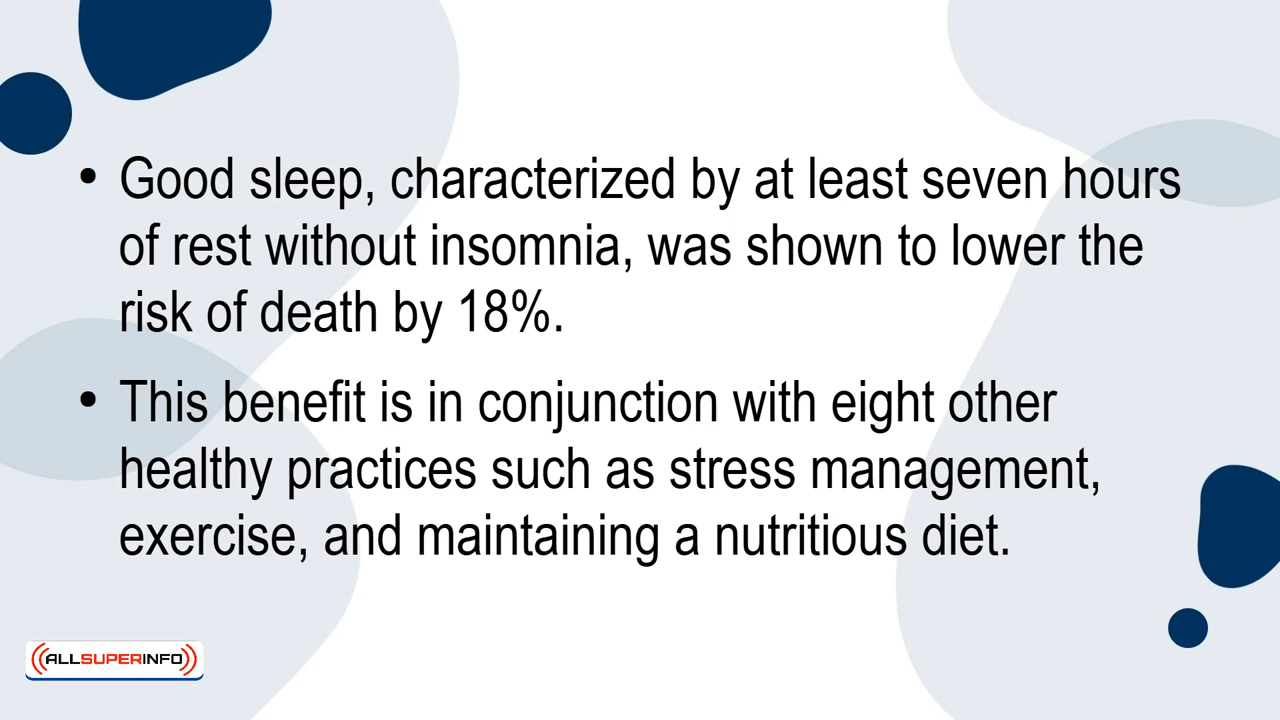 • Good sleep, characterized by at least seven hours
of rest without insomnia, was shown to lower the
risk of death by 18%.
• This benefit is in conjunction with eight other
healthy practices such as stress management,
exercise, and maintaining a nutritious diet.
ALLSUPERINFO